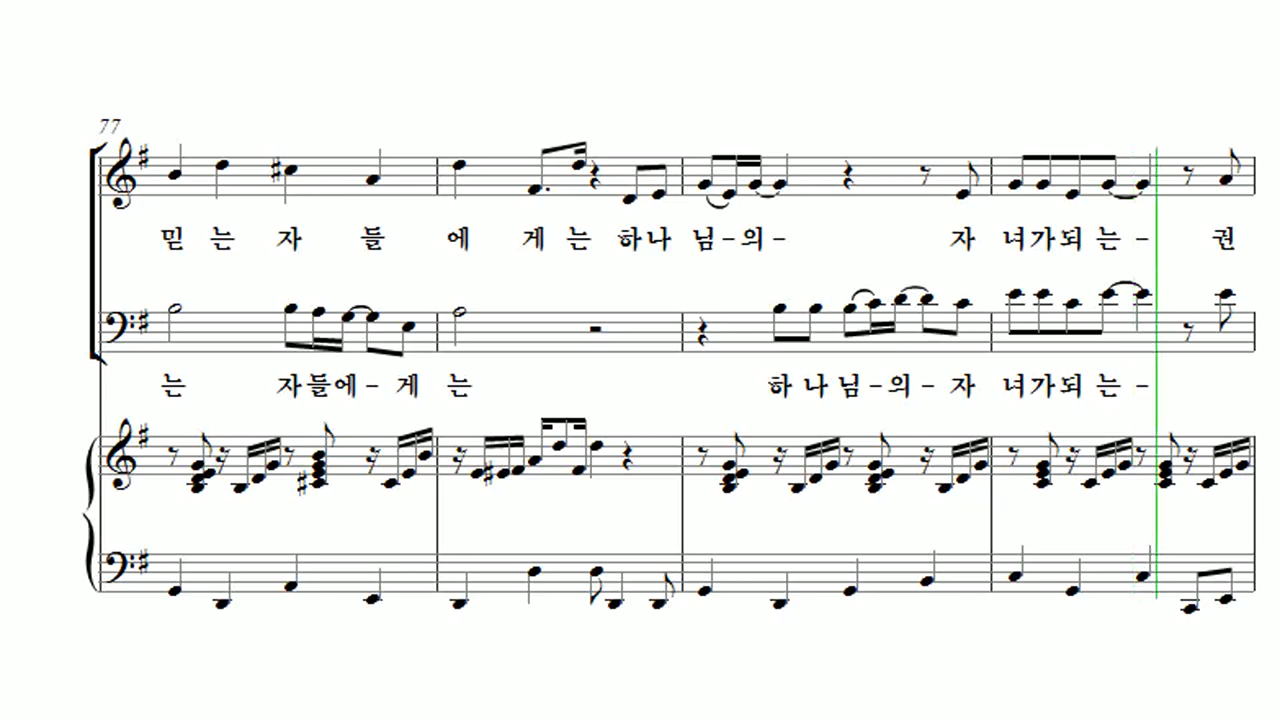 77
믿 는 자 들 에 게 는 하 나 님 - 의 - 자 녀 가 되 는 - 권
는 자 들 에 - 게 는 하 나 님 - 의 - 자 녀 가 되 는 -